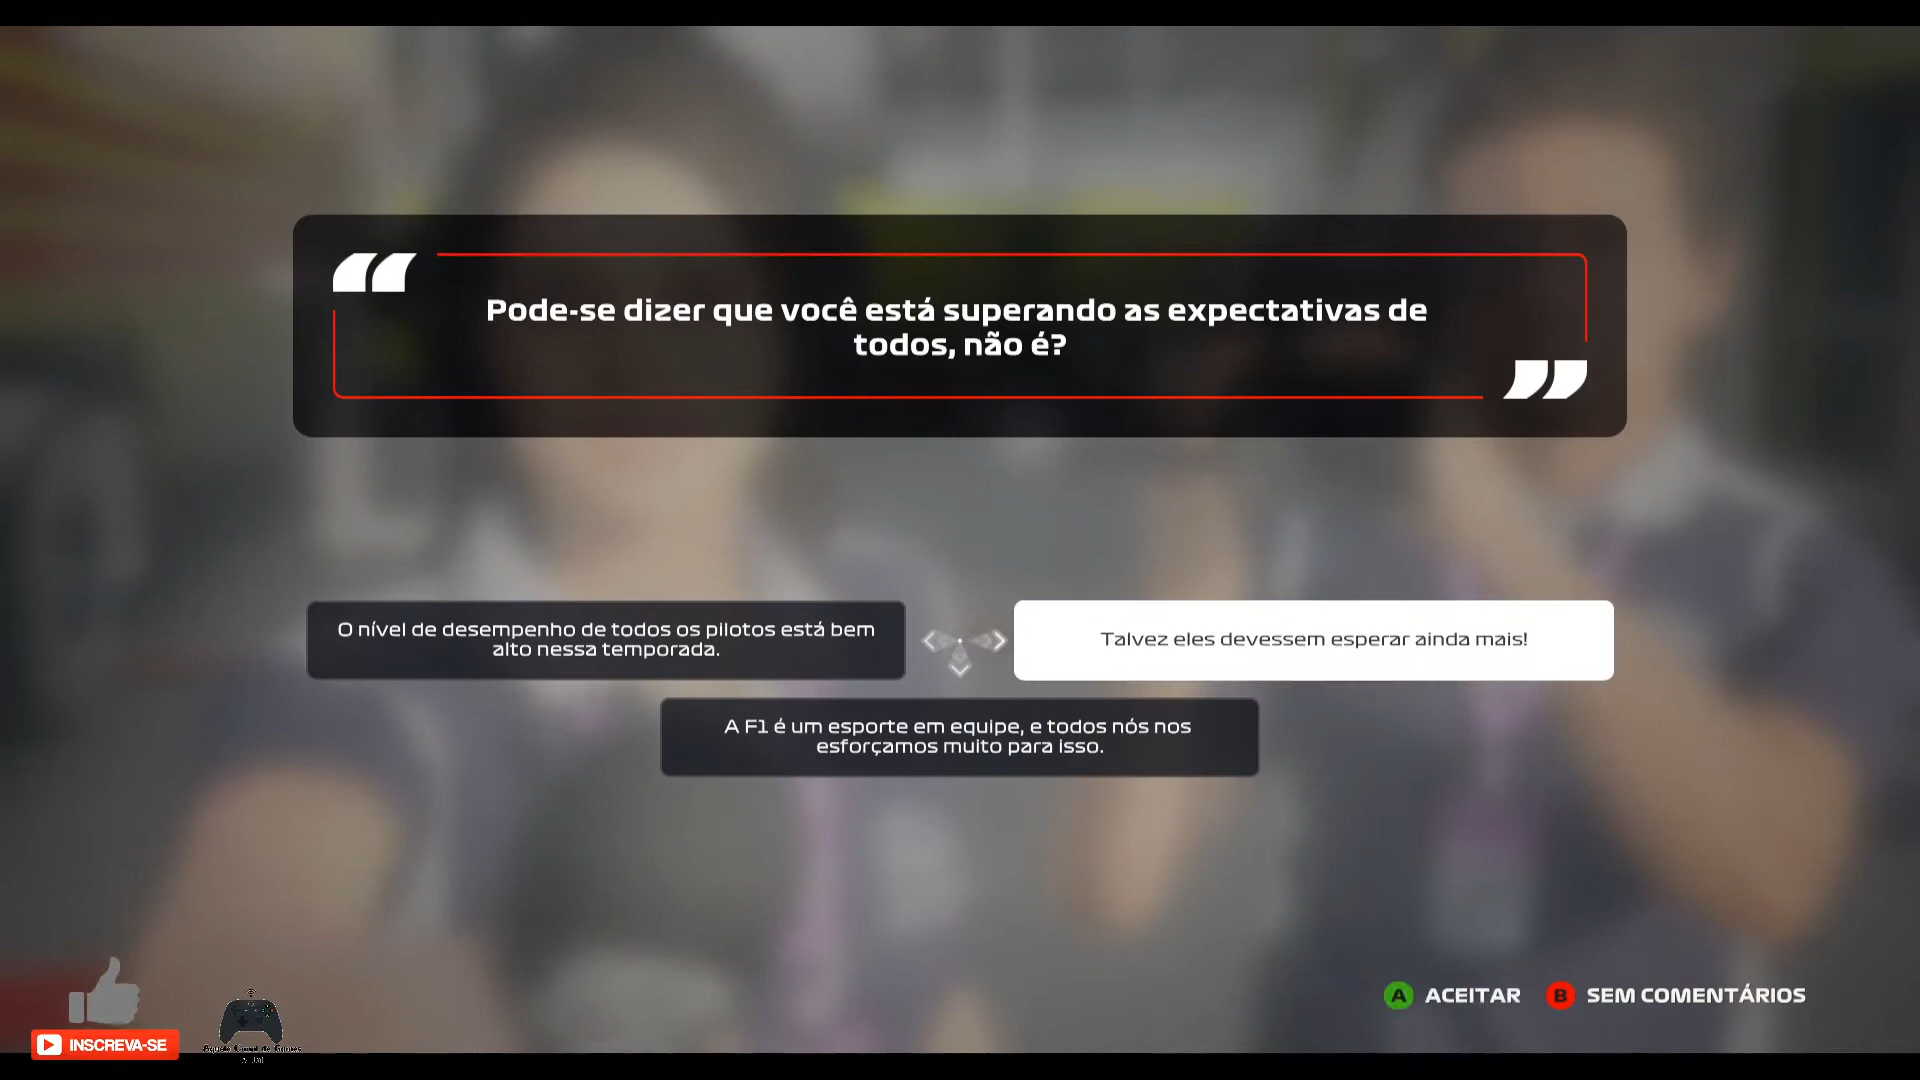 Pode-se dizer que você está superando as expectativas de
todos, não é?
O nível de desempenho de todos os pilotos está bem
alto nessa temporada.
Talvez eles devessem esperar ainda mais!
A F1 é um esporte em equipe, e todos nós nos
esforçamos muito para isso.
A ACEITAR
B SEM COMENTÁRIOS
INSCREVA-SE